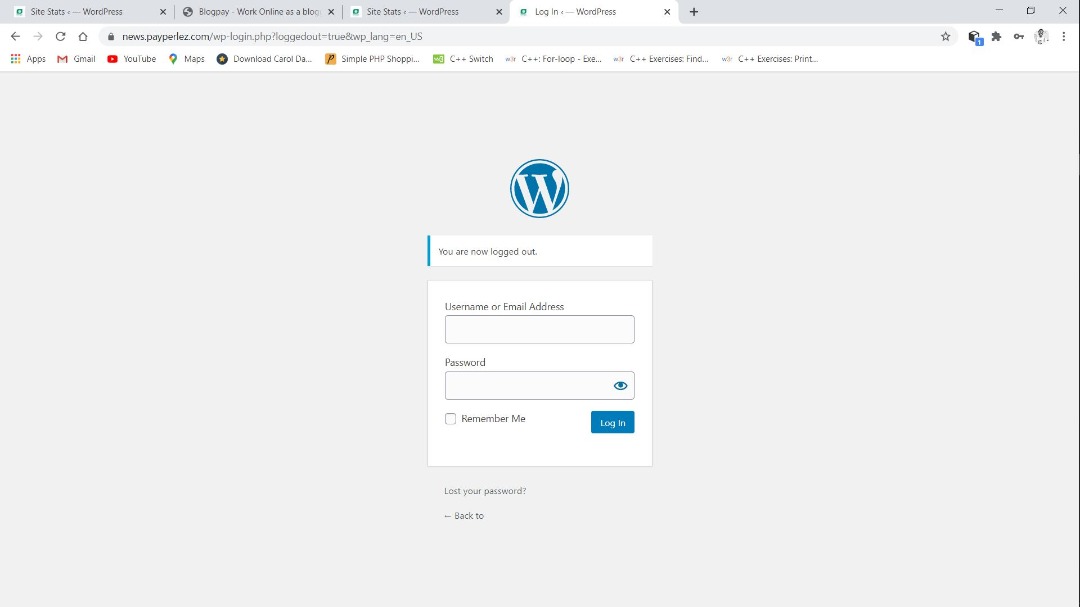 Site Stats ‹ — WordPress
Blogpay - Work Online as a blog
Site Stats ‹ — WordPress
Log In ‹ — WordPress
news.payperlez.com/wp-login.php?loggedout=true&wp_lang=en_US
Apps
Gmail
YouTube
Maps
Download Carol Da...
Simple PHP Shoppi...
C++ Switch
C++: For-loop - Exe...
C++ Exercises: Find...
C++ Exercises: Print...
You are now logged out.
Username or Email Address
Password
Remember Me
Log In
Lost your password?
← Back to